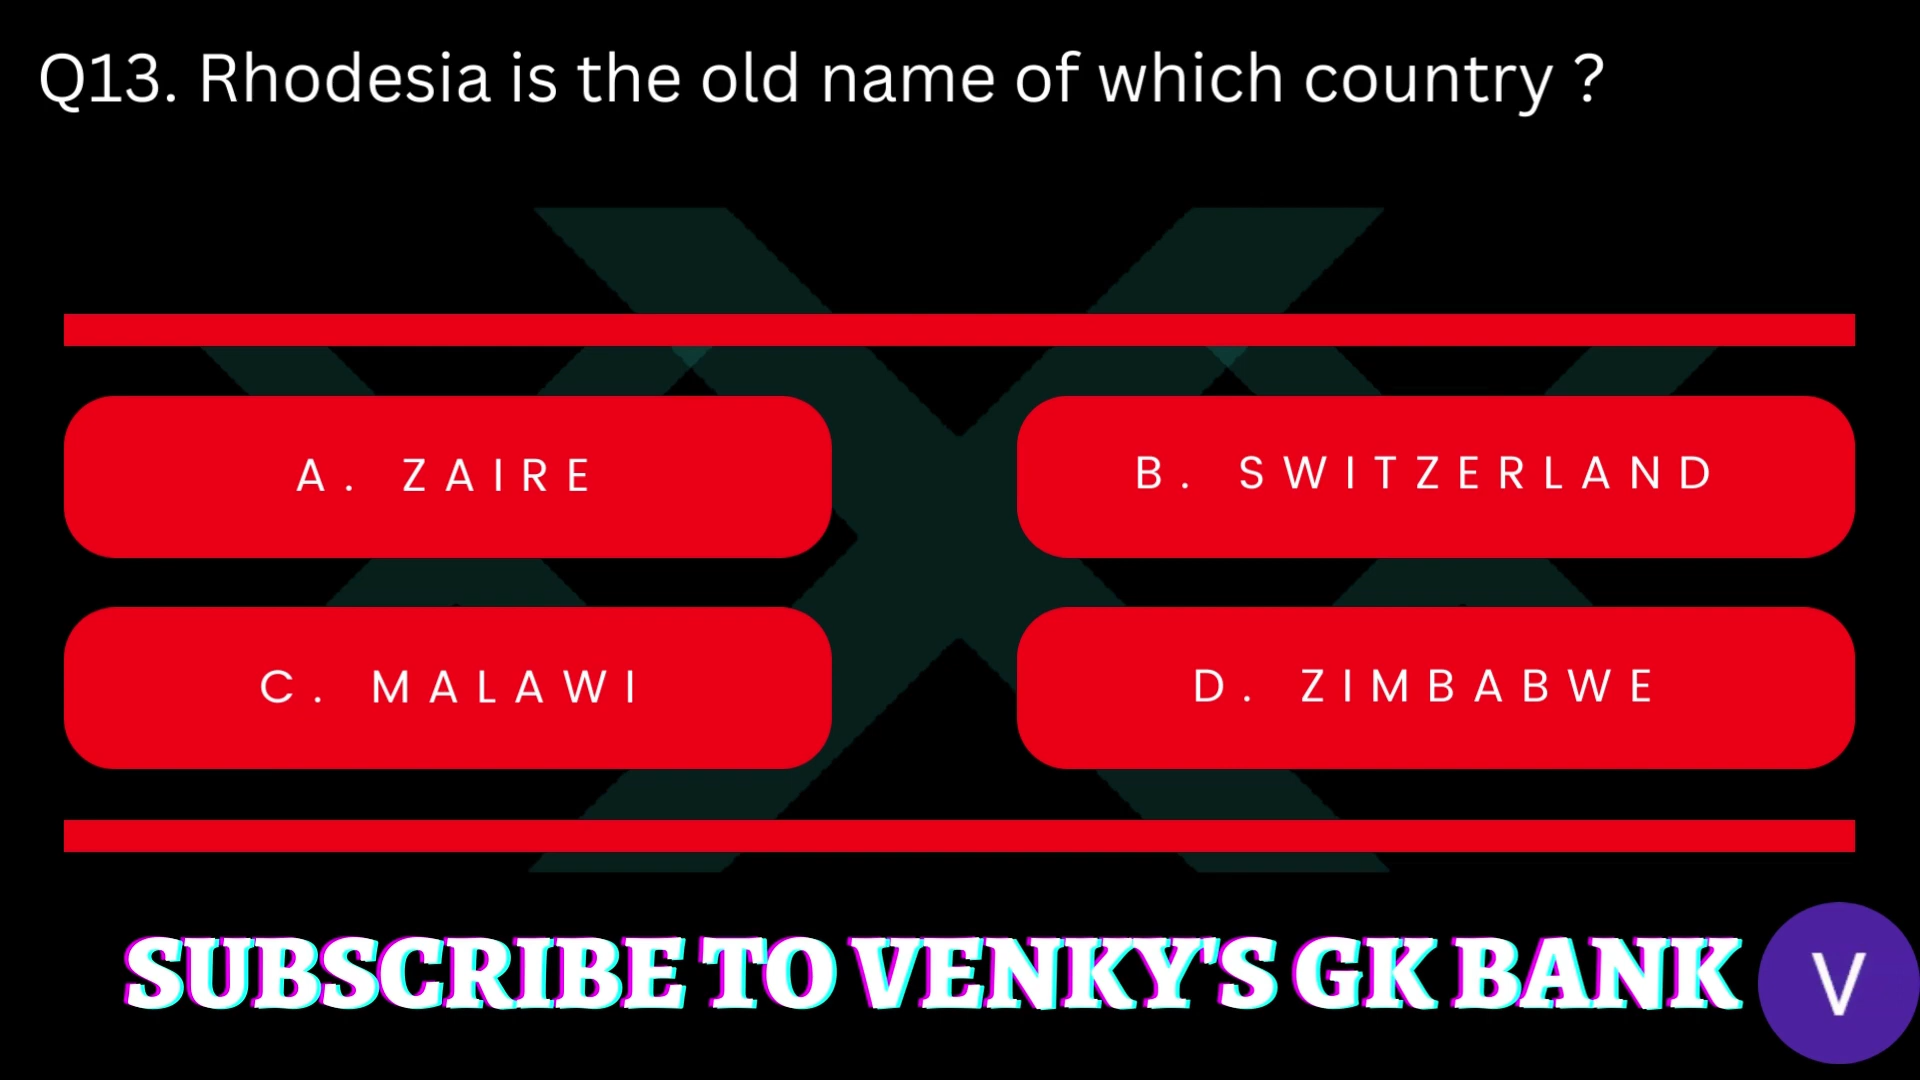 Q13. Rhodesia is the old name of which country ?
A. ZAIRE
B. SWITZERLAND
C. MALAWI
D. ZIMBABWE
SUBSCRIBE TO VENKY'S GK BANK
V